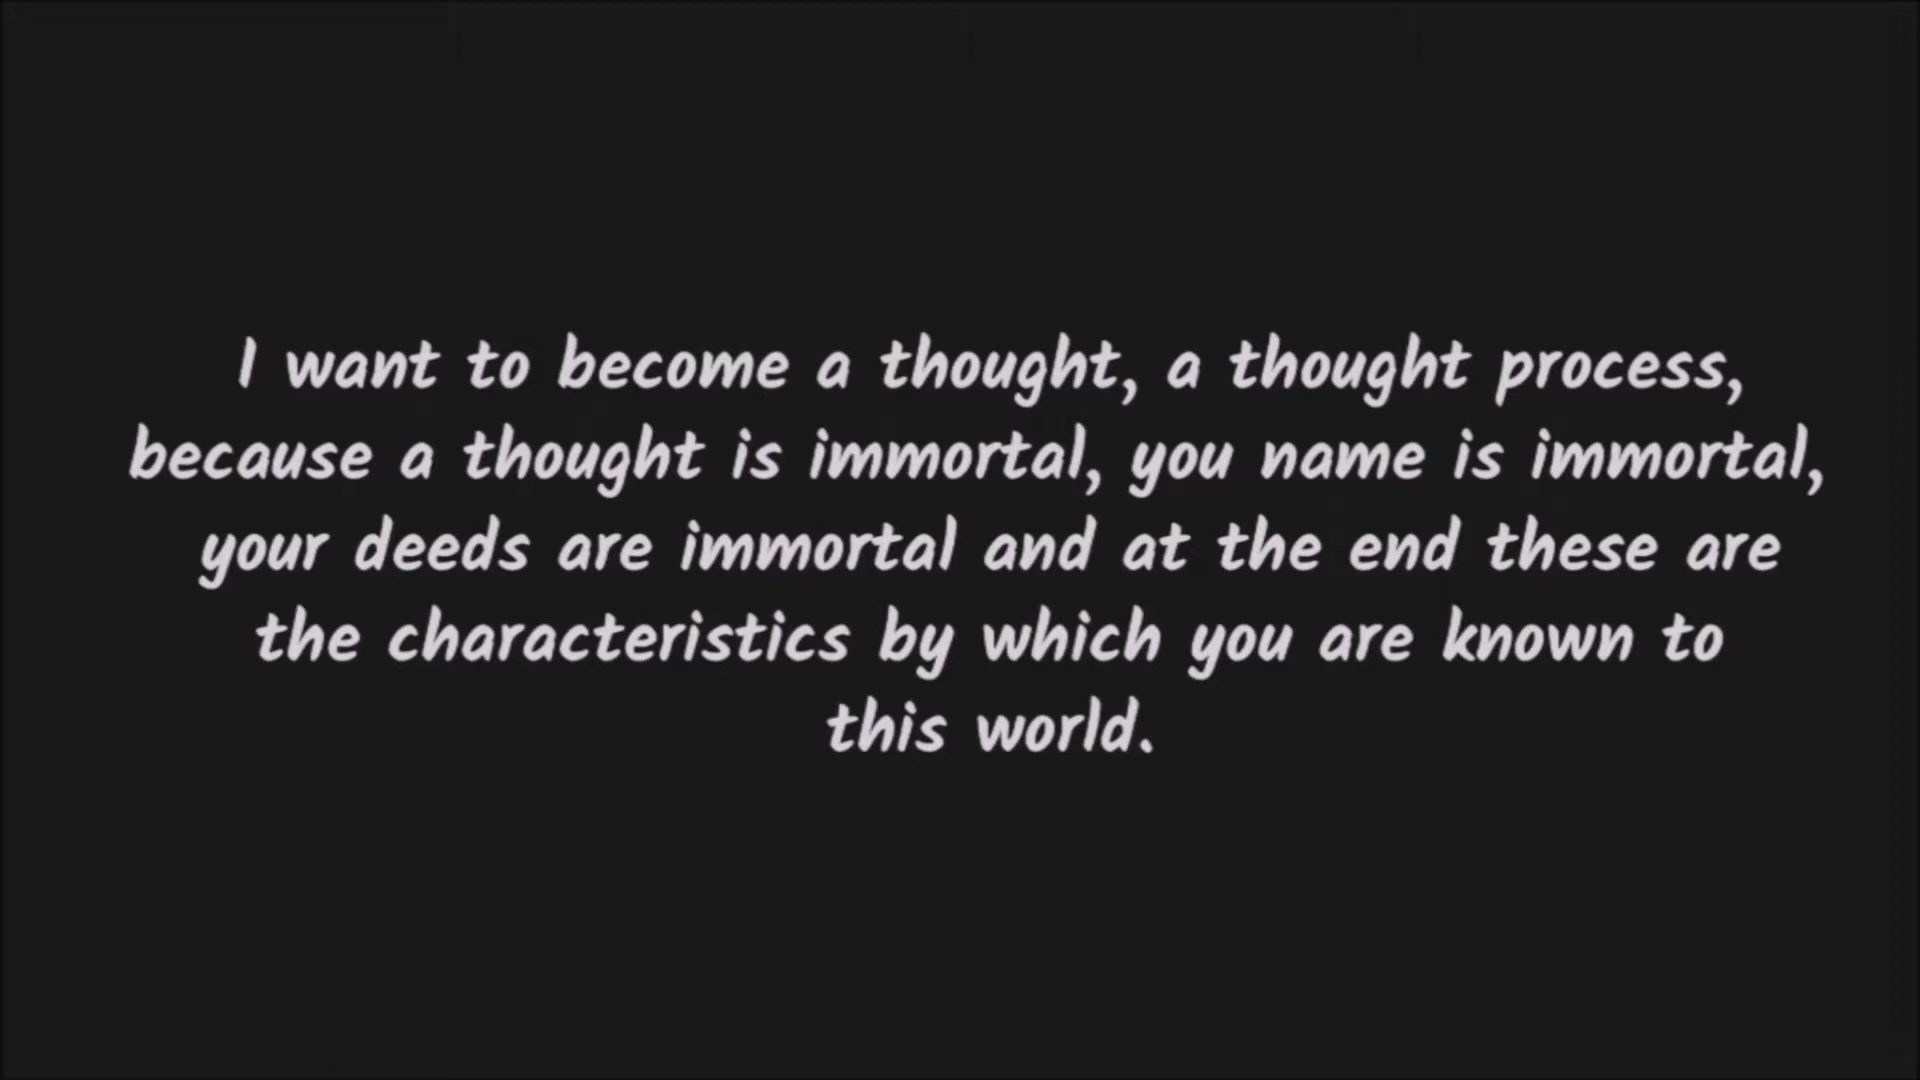 I want to become a thought, a thought process,
because a thought is immortal, you name is immortal,
your deeds are immortal and at the end these are
the characteristics by which you are known to
this world.